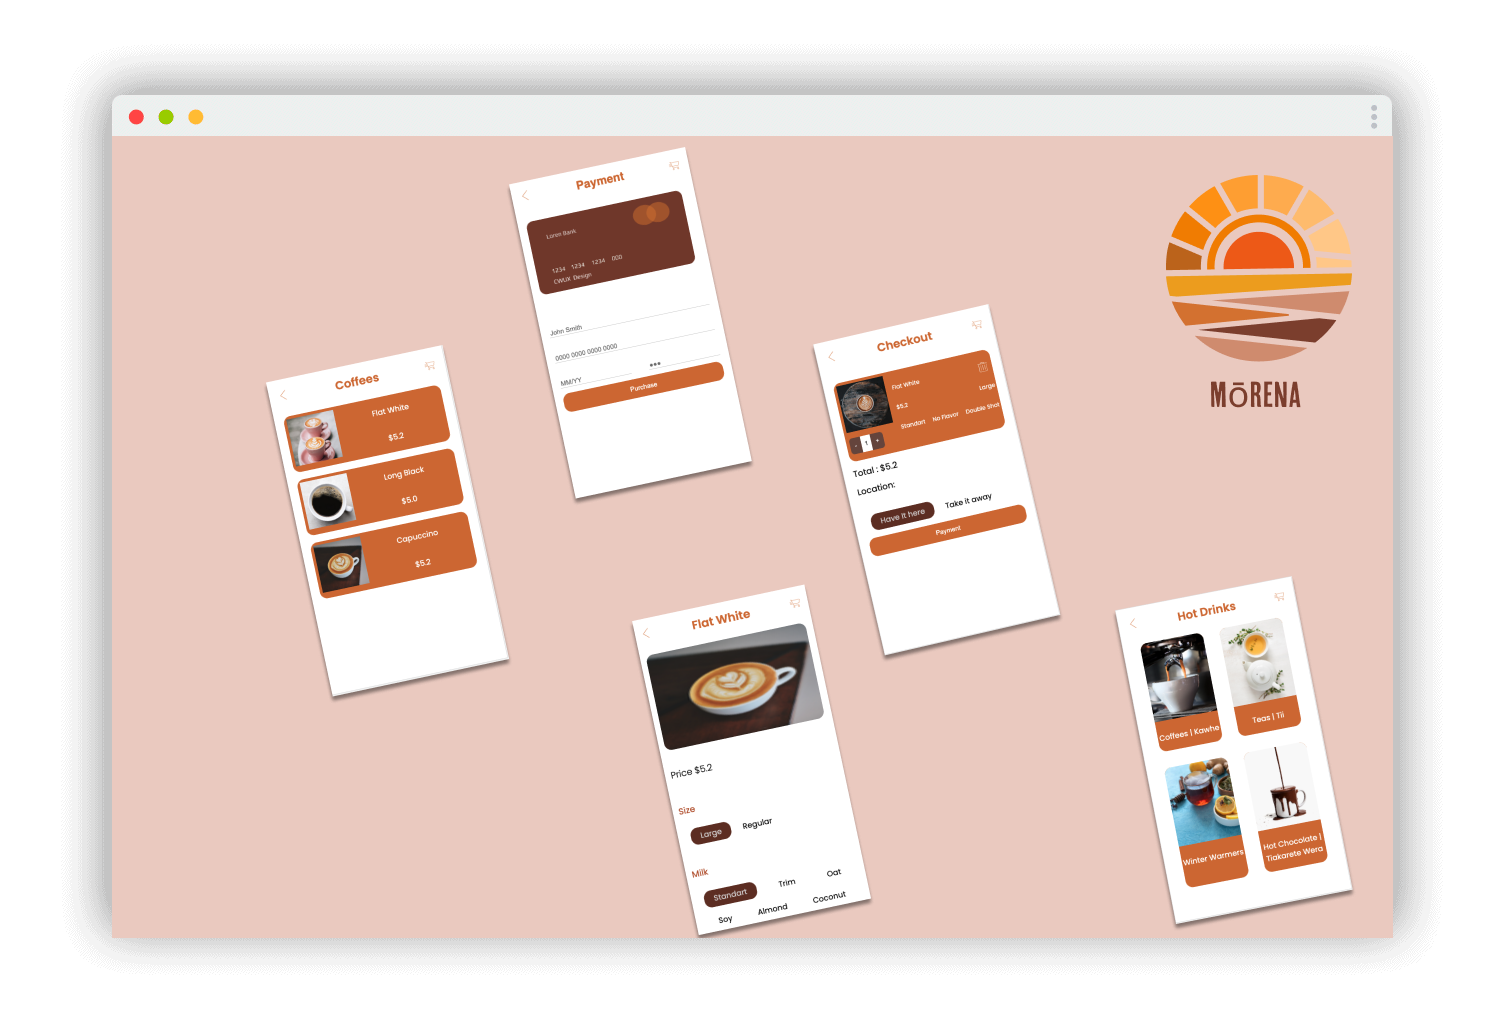 Payment
Loren Bank
1234 1234 1234 000
CWUX Design
John Smith
0000 0000 0000 0000
MM/YY
•••
Purchase
MŌRENA
Checkout
Flat White
Large
$5.2
Standart No Flavor Double Shot
- 1 +
Total : $5.2
Location:
Have It here Take it away
Payment
Coffees
Flat White
$5.2
Long Black
$5.0
Capuccino
$5.2
Flat White
Price $5.2
Size
Large Regular
Milk
Standart Trim Oat
Soy Almond Coconut
Hot Drinks
Coffees | Kawhe
Teas | Tii
Winter Warmers
Hot Chocolate |
Tiakarete Wera